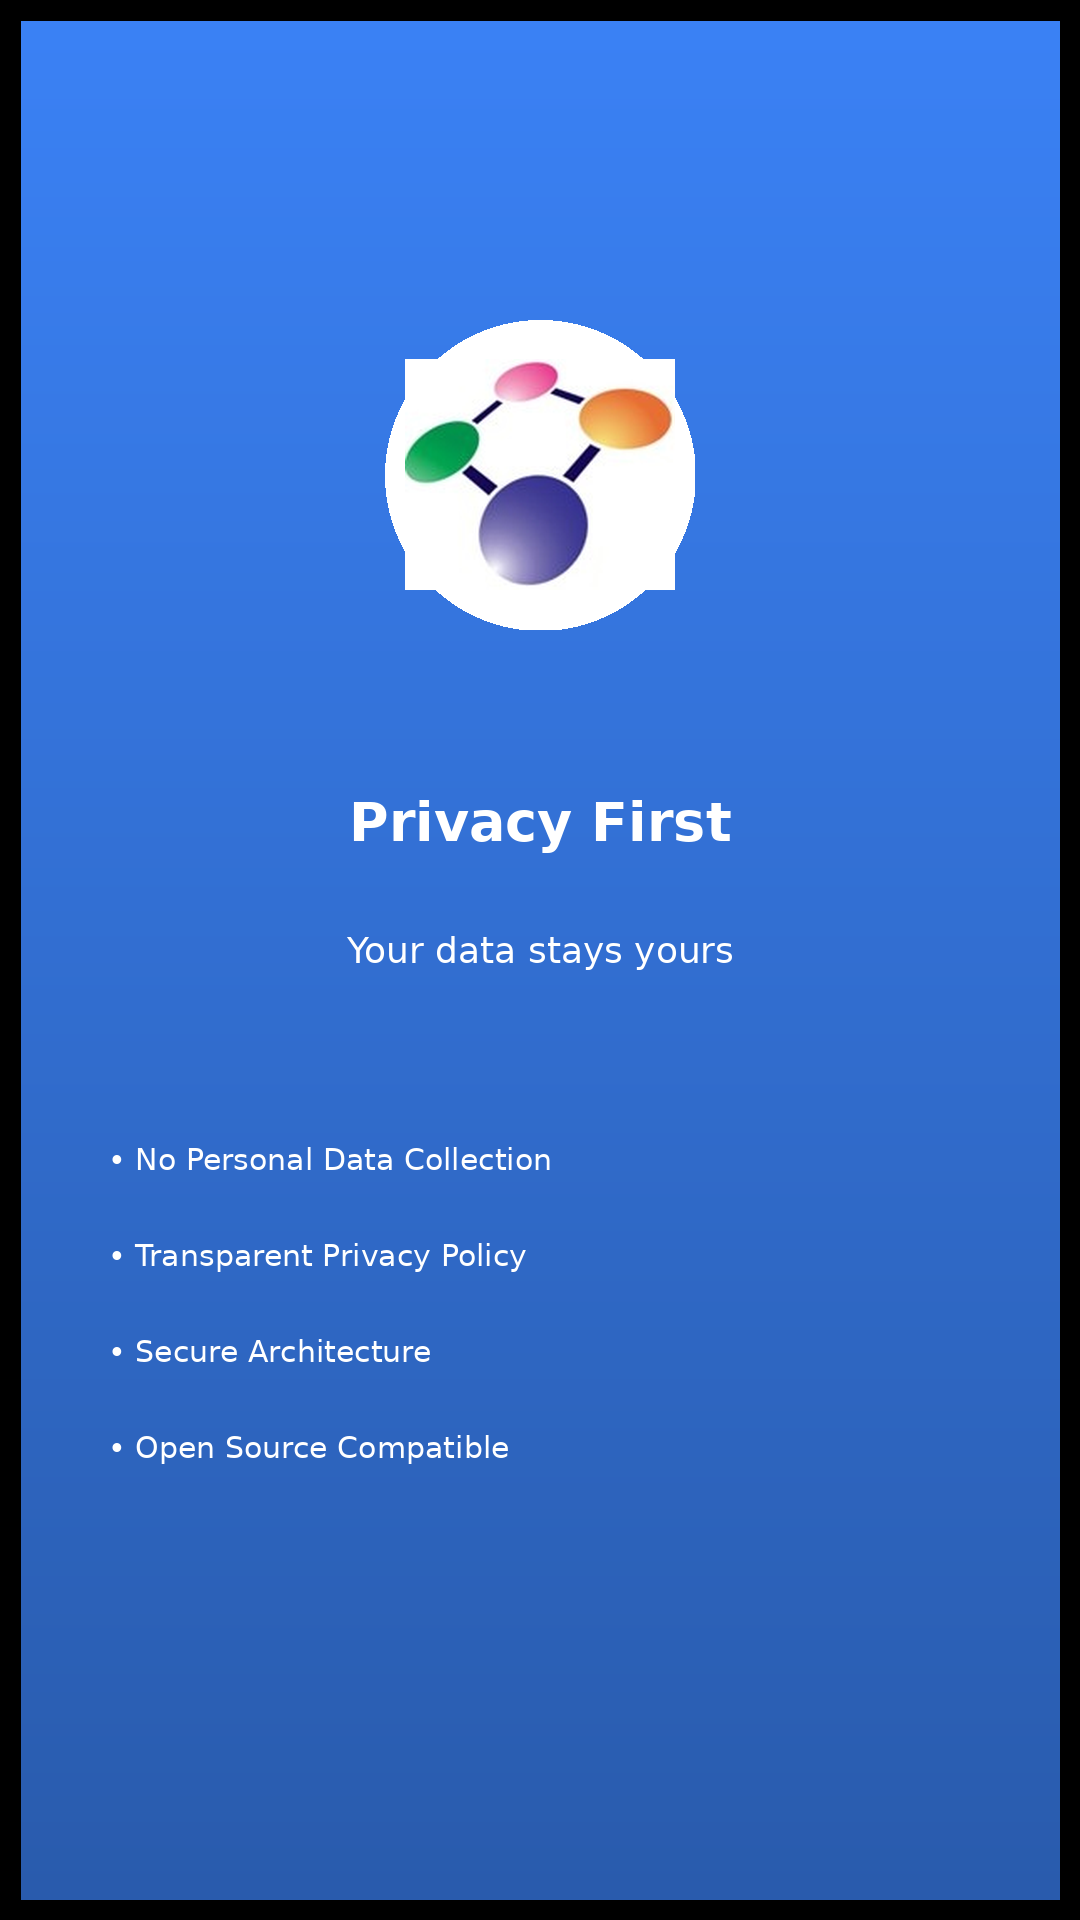 Privacy First
Your data stays yours
• No Personal Data Collection
• Transparent Privacy Policy
• Secure Architecture
• Open Source Compatible